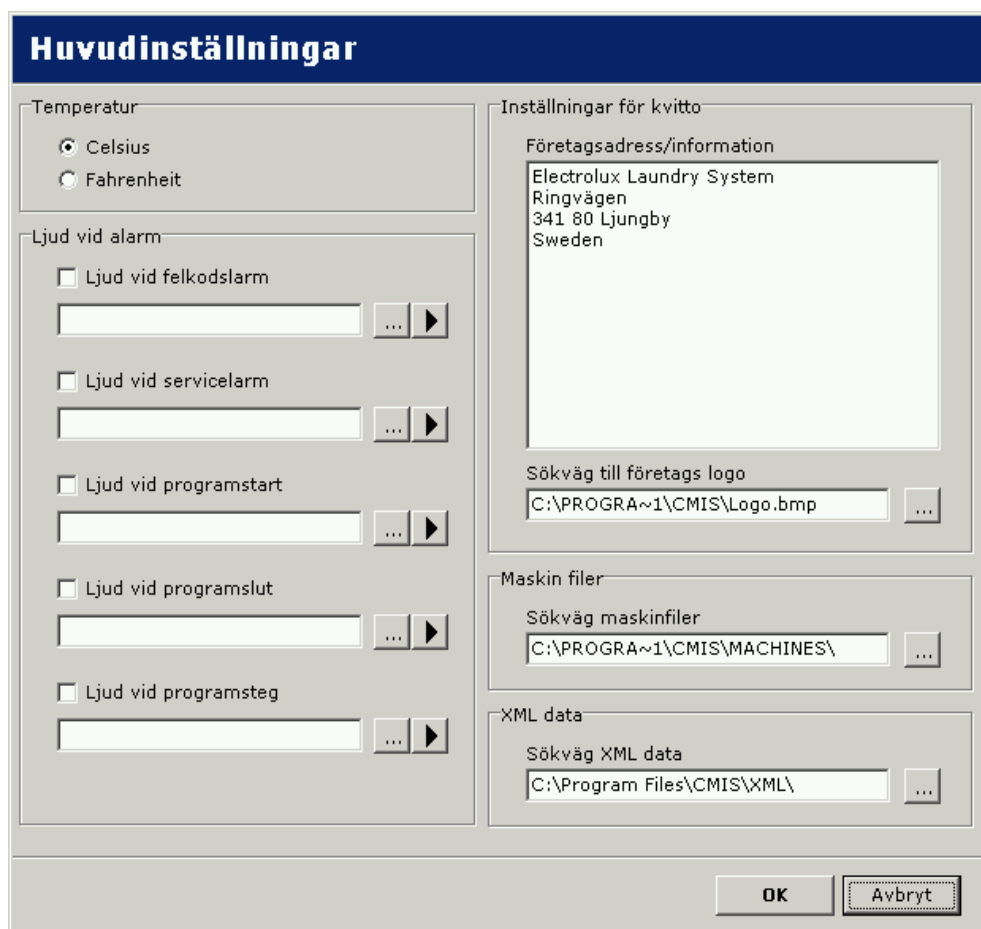 Huvudinställningar
Temperatur
Celsius
Fahrenheit
Ljud vid alarm
Ljud vid felkodslarm
...
Ljud vid servicelarm
...
Ljud vid programstart
...
Ljud vid programslut
...
Ljud vid programsteg
...
Inställningar för kvitto
Företagsadress/information
Electrolux Laundry System
Ringvägen
341 80 Ljungby
Sweden
Sökväg till företags logo
C:\PROGRA~1\CMIS\Logo.bmp
...
Maskin filer
Sökväg maskinfiler
C:\PROGRA~1\CMIS\MACHINES\
...
XML data
Sökväg XML data
C:\Program Files\CMIS\XML\
...
OK
Avbryt